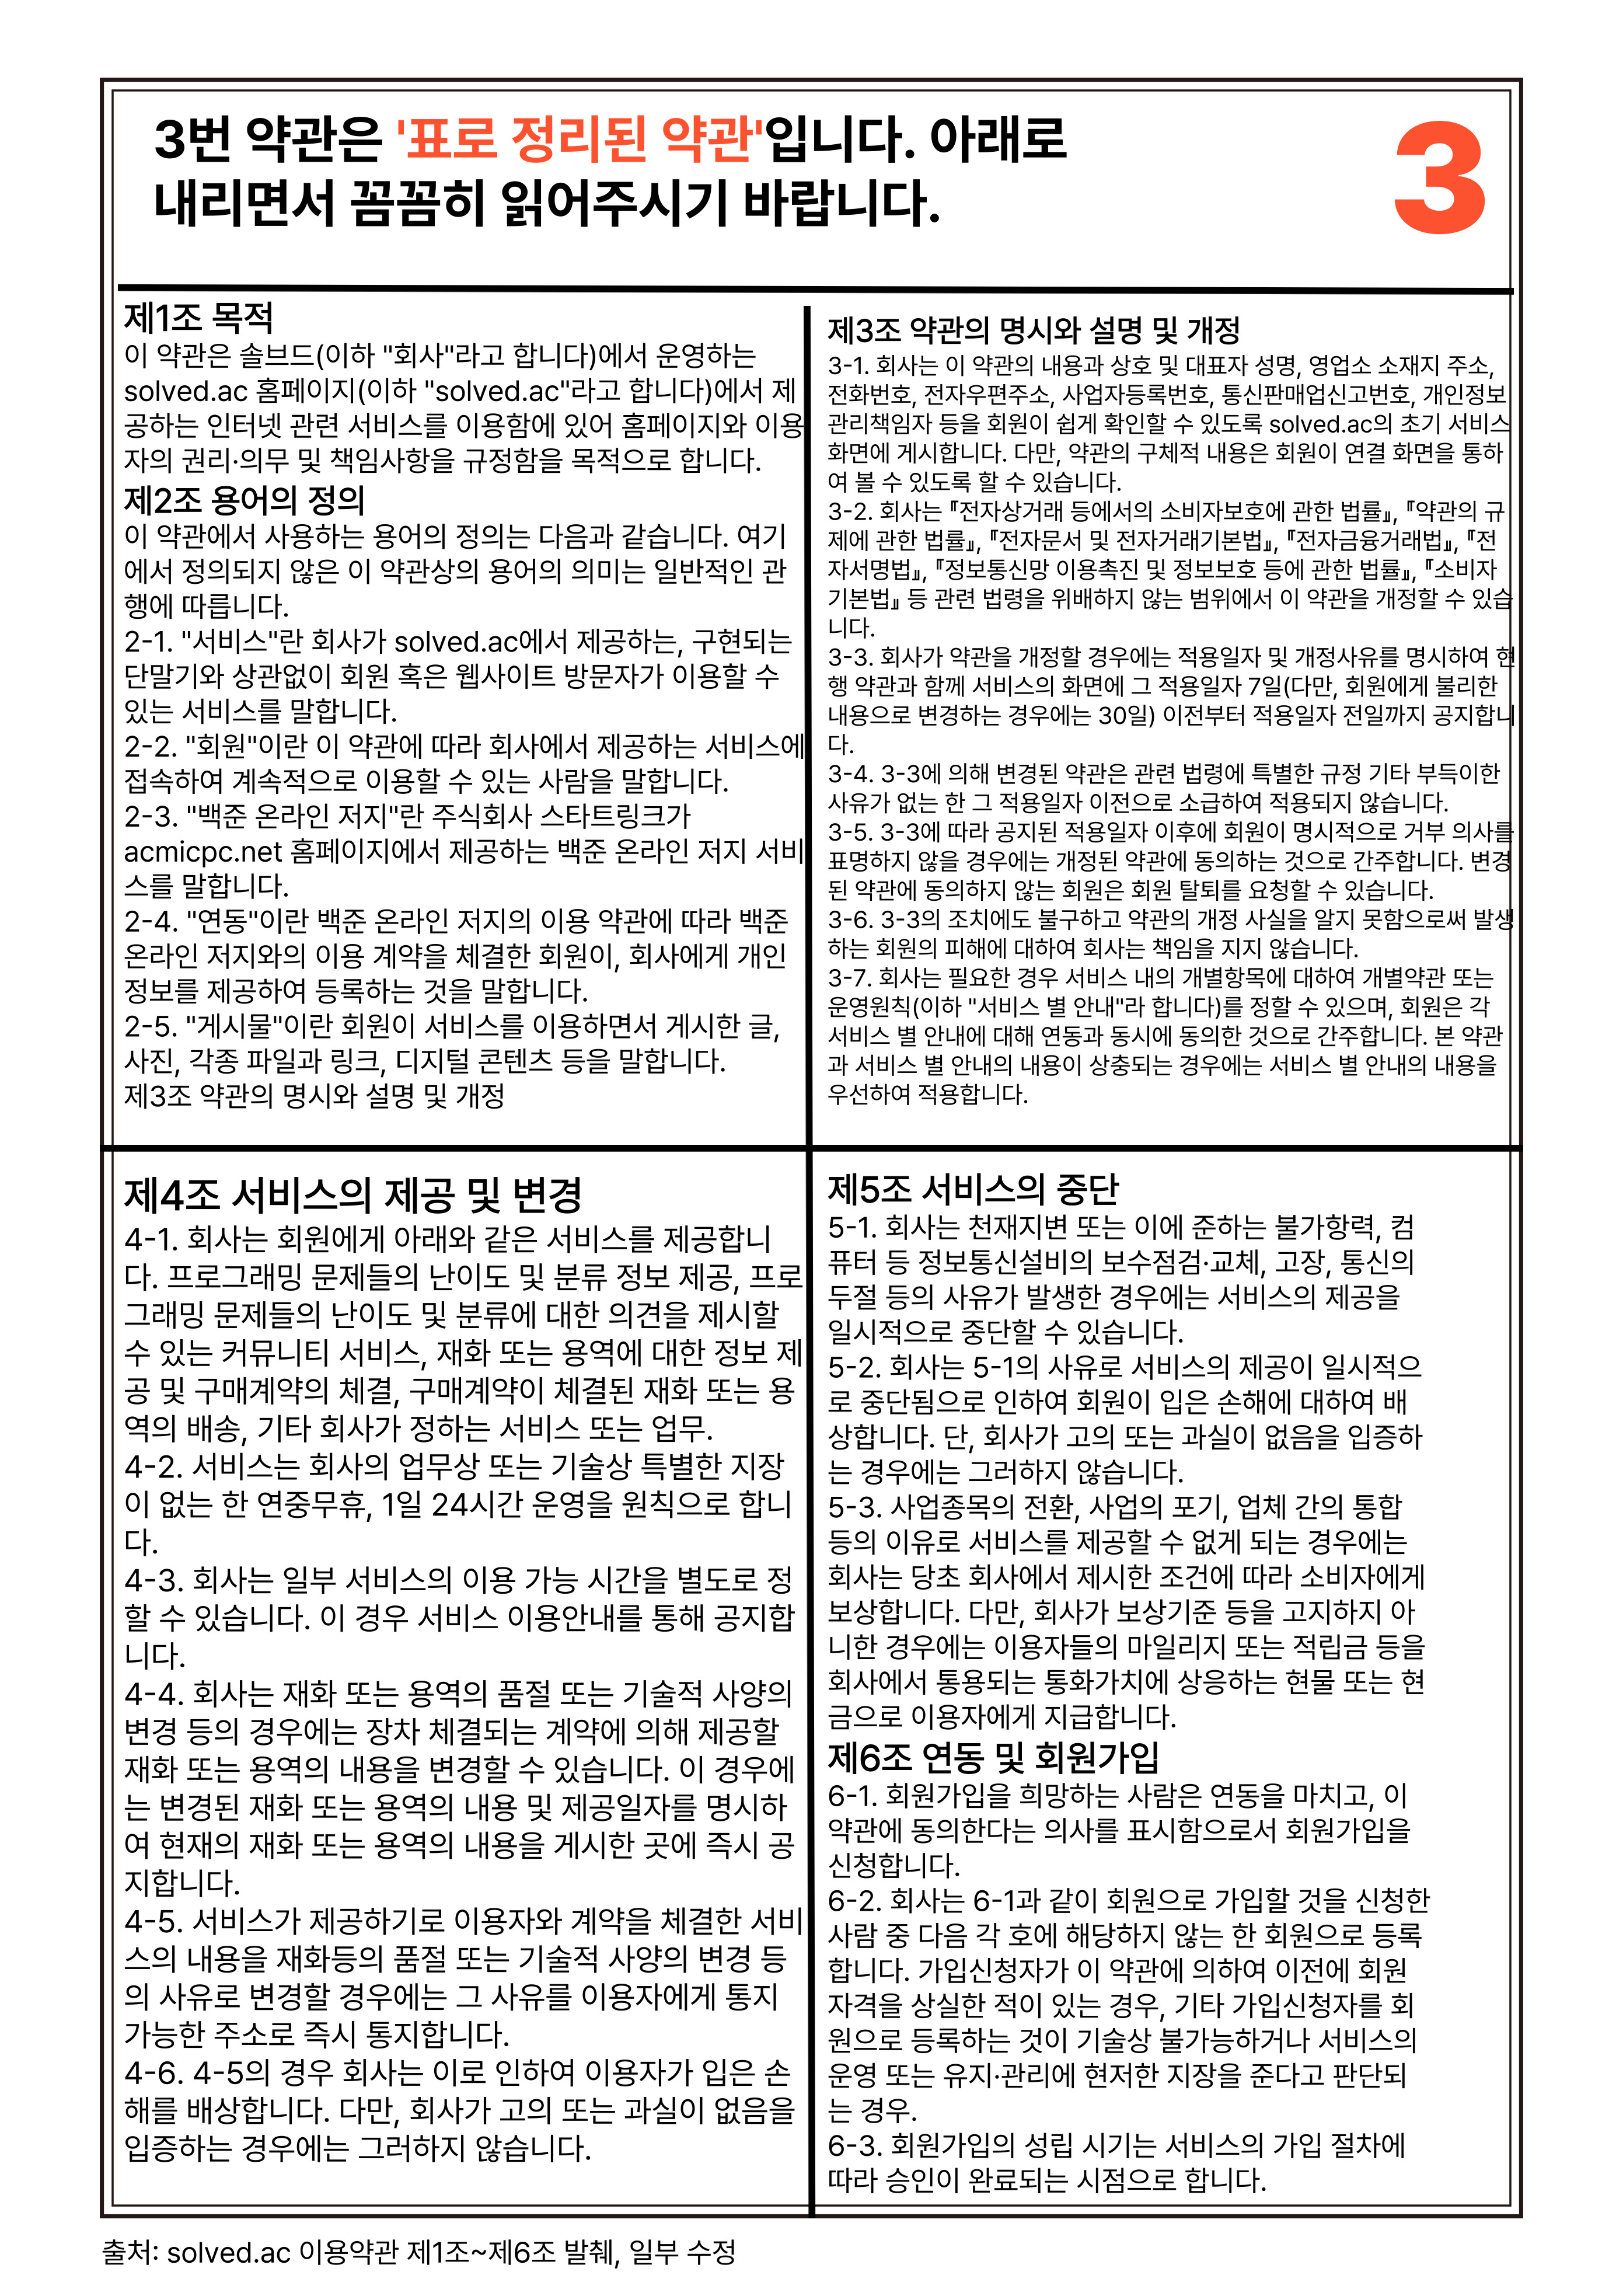 3번 약관은 '표로 정리된 약관'입니다. 아래로
내리면서 꼼꼼히 읽어주시기 바랍니다.
3
제1조 목적
이 약관은 솔브드(이하 "회사"라고 합니다)에서 운영하는
solved.ac 홈페이지(이하 "solved.ac"라고 합니다)에서 제
공하는 인터넷 관련 서비스를 이용함에 있어 홈페이지와 이용
자의 권리·의무 및 책임사항을 규정함을 목적으로 합니다.
제2조 용어의 정의
이 약관에서 사용하는 용어의 정의는 다음과 같습니다. 여기
에서 정의되지 않은 이 약관상의 용어의 의미는 일반적인 관
행에 따릅니다.
2-1. "서비스"란 회사가 solved.ac에서 제공하는, 구현되는
단말기와 상관없이 회원 혹은 웹사이트 방문자가 이용할 수
있는 서비스를 말합니다.
2-2. "회원"이란 이 약관에 따라 회사에서 제공하는 서비스에
접속하여 계속적으로 이용할 수 있는 사람을 말합니다.
2-3. "백준 온라인 저지"란 주식회사 스타트링크가
acmicpc.net 홈페이지에서 제공하는 백준 온라인 저지 서비
스를 말합니다.
2-4. "연동"이란 백준 온라인 저지의 이용 약관에 따라 백준
온라인 저지와의 이용 계약을 체결한 회원이, 회사에게 개인
정보를 제공하여 등록하는 것을 말합니다.
2-5. "게시물"이란 회원이 서비스를 이용하면서 게시한 글,
사진, 각종 파일과 링크, 디지털 콘텐츠 등을 말합니다.
제3조 약관의 명시와 설명 및 개정
제3조 약관의 명시와 설명 및 개정
3-1. 회사는 이 약관의 내용과 상호 및 대표자 성명, 영업소 소재지 주소,
전화번호, 전자우편주소, 사업자등록번호, 통신판매업신고번호, 개인정보
관리책임자 등을 회원이 쉽게 확인할 수 있도록 solved.ac의 초기 서비스
화면에 게시합니다. 다만, 약관의 구체적 내용은 회원이 연결 화면을 통하
여 볼 수 있도록 할 수 있습니다.
3-2. 회사는 『전자상거래 등에서의 소비자보호에 관한 법률』, 『약관의 규
제에 관한 법률』, 『전자문서 및 전자거래기본법』, 『전자금융거래법』, 『전
자서명법』, 『정보통신망 이용촉진 및 정보보호 등에 관한 법률』, 『소비자
기본법』 등 관련 법령을 위배하지 않는 범위에서 이 약관을 개정할 수 있습
니다.
3-3. 회사가 약관을 개정할 경우에는 적용일자 및 개정사유를 명시하여 현
행 약관과 함께 서비스의 화면에 그 적용일자 7일(다만, 회원에게 불리한
내용으로 변경하는 경우에는 30일) 이전부터 적용일자 전일까지 공지합니
다.
3-4. 3-3에 의해 변경된 약관은 관련 법령에 특별한 규정 기타 부득이한
사유가 없는 한 그 적용일자 이전으로 소급하여 적용되지 않습니다.
3-5. 3-3에 따라 공지된 적용일자 이후에 회원이 명시적으로 거부 의사를
표명하지 않을 경우에는 개정된 약관에 동의하는 것으로 간주합니다. 변경
된 약관에 동의하지 않는 회원은 회원 탈퇴를 요청할 수 있습니다.
3-6. 3-3의 조치에도 불구하고 약관의 개정 사실을 알지 못함으로써 발생
하는 회원의 피해에 대하여 회사는 책임을 지지 않습니다.
3-7. 회사는 필요한 경우 서비스 내의 개별항목에 대하여 개별약관 또는
운영원칙(이하 "서비스 별 안내"라 합니다)를 정할 수 있으며, 회원은 각
서비스 별 안내에 대해 연동과 동시에 동의한 것으로 간주합니다. 본 약관
과 서비스 별 안내의 내용이 상충되는 경우에는 서비스 별 안내의 내용을
우선하여 적용합니다.
제4조 서비스의 제공 및 변경
4-1. 회사는 회원에게 아래와 같은 서비스를 제공합니
다. 프로그래밍 문제들의 난이도 및 분류 정보 제공, 프로
그래밍 문제들의 난이도 및 분류에 대한 의견을 제시할
수 있는 커뮤니티 서비스, 재화 또는 용역에 대한 정보 제
공 및 구매계약의 체결, 구매계약이 체결된 재화 또는 용
역의 배송, 기타 회사가 정하는 서비스 또는 업무.
4-2. 서비스는 회사의 업무상 또는 기술상 특별한 지장
이 없는 한 연중무휴, 1일 24시간 운영을 원칙으로 합니
다.
4-3. 회사는 일부 서비스의 이용 가능 시간을 별도로 정
할 수 있습니다. 이 경우 서비스 이용안내를 통해 공지합
니다.
4-4. 회사는 재화 또는 용역의 품절 또는 기술적 사양의
변경 등의 경우에는 장차 체결되는 계약에 의해 제공할
재화 또는 용역의 내용을 변경할 수 있습니다. 이 경우에
는 변경된 재화 또는 용역의 내용 및 제공일자를 명시하
여 현재의 재화 또는 용역의 내용을 게시한 곳에 즉시 공
지합니다.
4-5. 서비스가 제공하기로 이용자와 계약을 체결한 서비
스의 내용을 재화등의 품절 또는 기술적 사양의 변경 등
의 사유로 변경할 경우에는 그 사유를 이용자에게 통지
가능한 주소로 즉시 통지합니다.
4-6. 4-5의 경우 회사는 이로 인하여 이용자가 입은 손
해를 배상합니다. 다만, 회사가 고의 또는 과실이 없음을
입증하는 경우에는 그러하지 않습니다.
제5조 서비스의 중단
5-1. 회사는 천재지변 또는 이에 준하는 불가항력, 컴
퓨터 등 정보통신설비의 보수점검·교체, 고장, 통신의
두절 등의 사유가 발생한 경우에는 서비스의 제공을
일시적으로 중단할 수 있습니다.
5-2. 회사는 5-1의 사유로 서비스의 제공이 일시적으
로 중단됨으로 인하여 회원이 입은 손해에 대하여 배
상합니다. 단, 회사가 고의 또는 과실이 없음을 입증하
는 경우에는 그러하지 않습니다.
5-3. 사업종목의 전환, 사업의 포기, 업체 간의 통합
등의 이유로 서비스를 제공할 수 없게 되는 경우에는
회사는 당초 회사에서 제시한 조건에 따라 소비자에게
보상합니다. 다만, 회사가 보상기준 등을 고지하지 아
니한 경우에는 이용자들의 마일리지 또는 적립금 등을
회사에서 통용되는 통화가치에 상응하는 현물 또는 현
금으로 이용자에게 지급합니다.
제6조 연동 및 회원가입
6-1. 회원가입을 희망하는 사람은 연동을 마치고, 이
약관에 동의한다는 의사를 표시함으로서 회원가입을
신청합니다.
6-2. 회사는 6-1과 같이 회원으로 가입할 것을 신청한
사람 중 다음 각 호에 해당하지 않는 한 회원으로 등록
합니다. 가입신청자가 이 약관에 의하여 이전에 회원
자격을 상실한 적이 있는 경우, 기타 가입신청자를 회
원으로 등록하는 것이 기술상 불가능하거나 서비스의
운영 또는 유지·관리에 현저한 지장을 준다고 판단되
는 경우.
6-3. 회원가입의 성립 시기는 서비스의 가입 절차에
따라 승인이 완료되는 시점으로 합니다.
출처: solved.ac 이용약관 제1조~제6조 발췌, 일부 수정